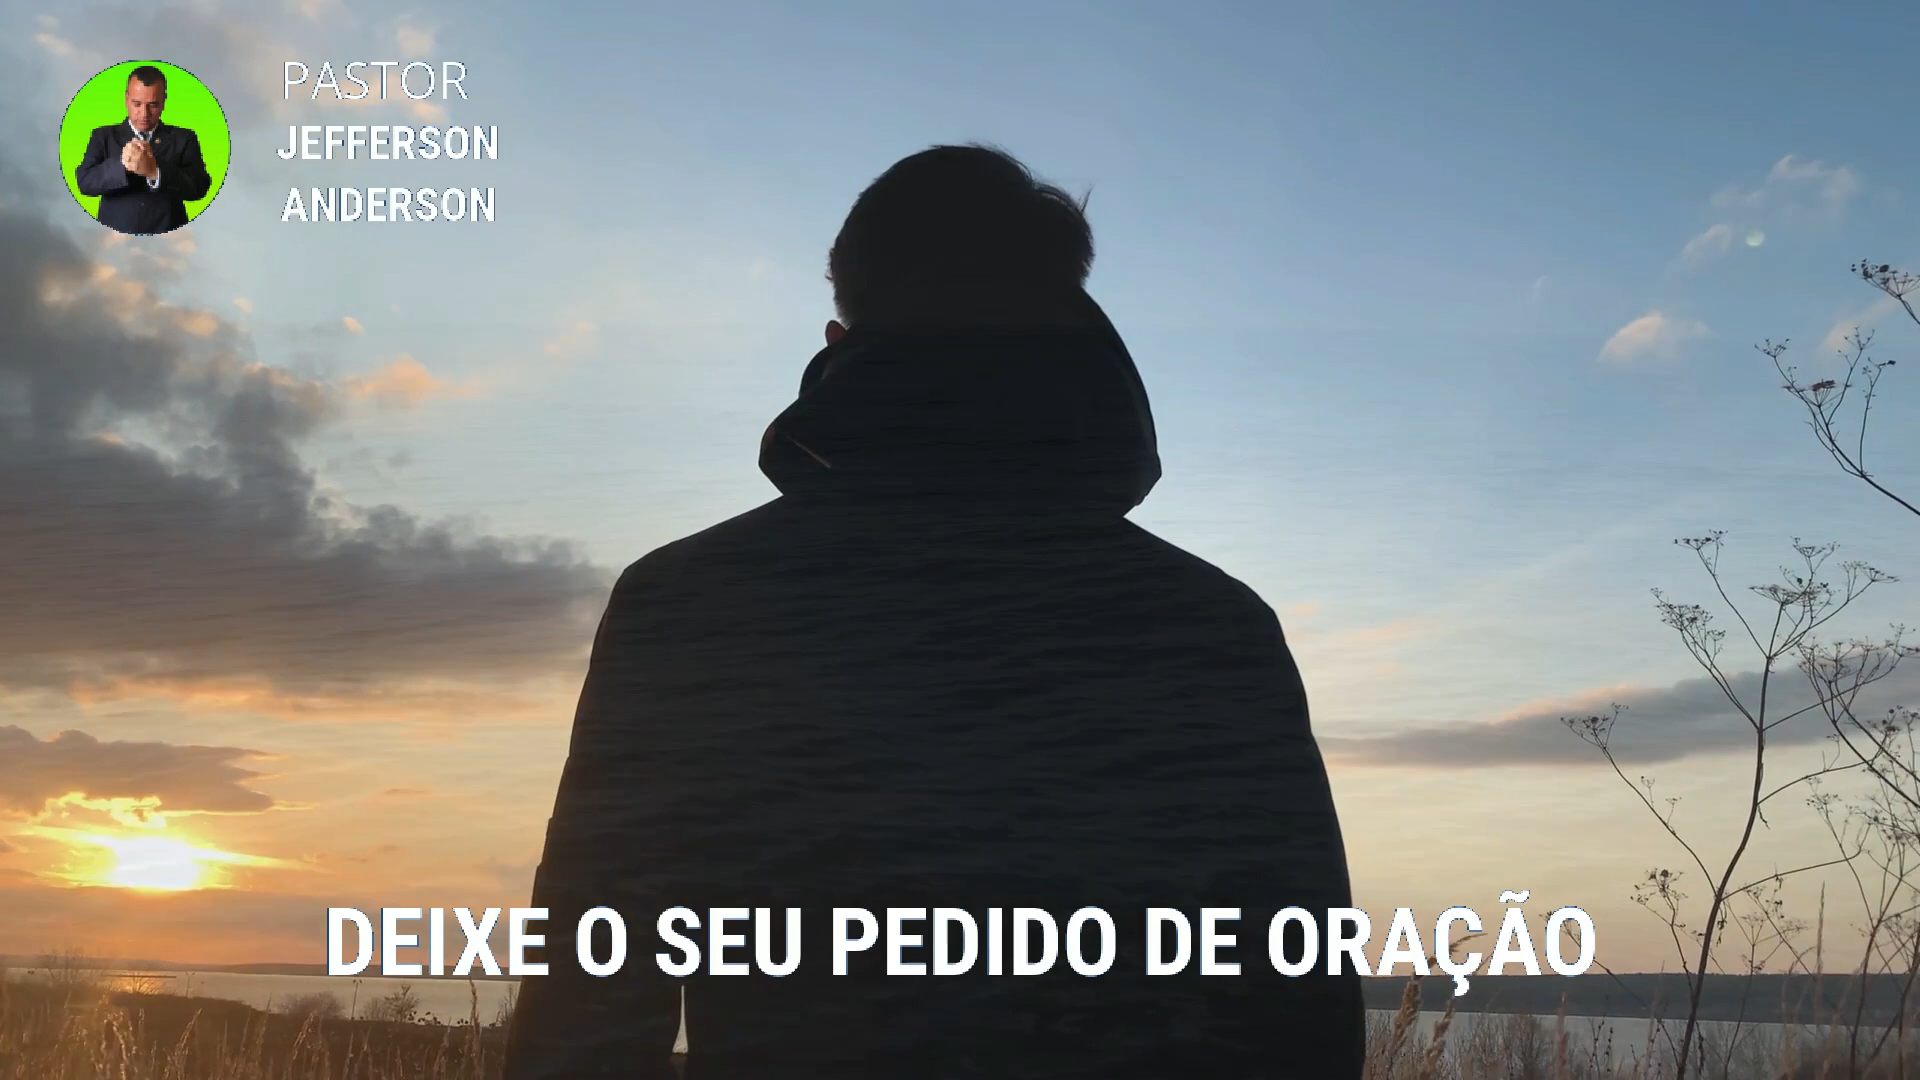 PASTOR
JEFFERSON
ANDERSON
DEIXE O SEU PEDIDO DE ORAÇÃO